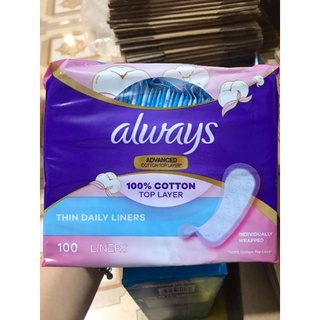 always
ADVANCED
COTTON TOP LAYER*
100% COTTON
TOP LAYER
THIN DAILY LINERS
100 LINERS
INDIVIDUALLY
WRAPPED